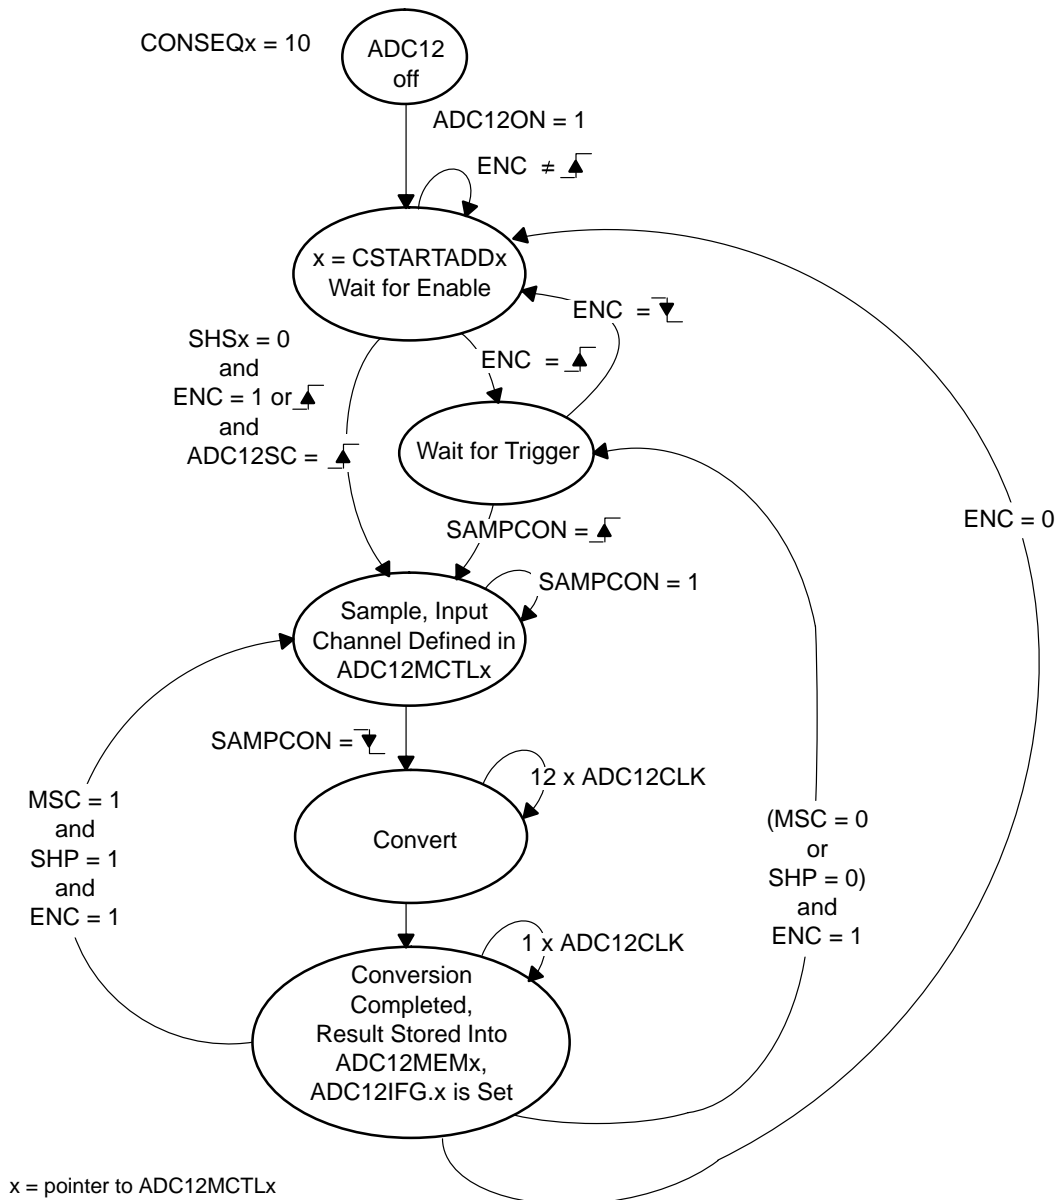 CONSEQx = 10
ADC12
off
ADC12ON = 1
ENC ≠
x = CSTARTADDx
Wait for Enable
ENC =
SHSx = 0
and
ENC = 1 or
and
ADC12SC =
ENC =
Wait for Trigger
ENC = 0
SAMPCON =
SAMPCON = 1
Sample, Input
Channel Defined in
ADC12MCTLx
SAMPCON =
12 x ADC12CLK
MSC = 1
and
SHP = 1
and
ENC = 1
Convert
(MSC = 0
or
SHP = 0)
and
ENC = 1
1 x ADC12CLK
Conversion
Completed,
Result Stored Into
ADC12MEMx,
ADC12IFG.x is Set
x = pointer to ADC12MCTLx